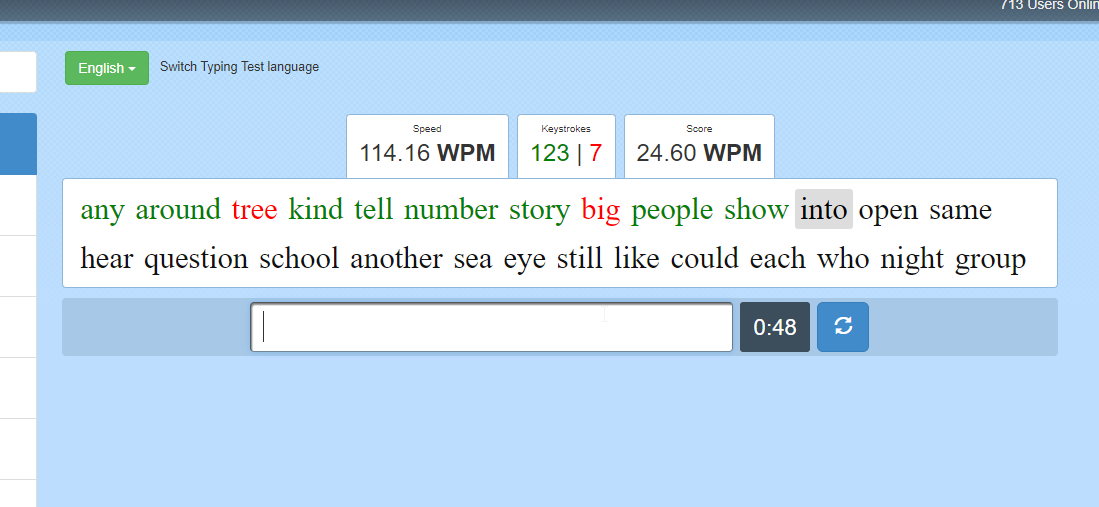 713 Users Onlin
English
Switch Typing Test language
Speed
Keystrokes
Score
114.16 WPM
123 | 7
24.60 WPM
any around tree kind tell number story big people show into open same
hear question school another sea eye still like could each who night group
0:48